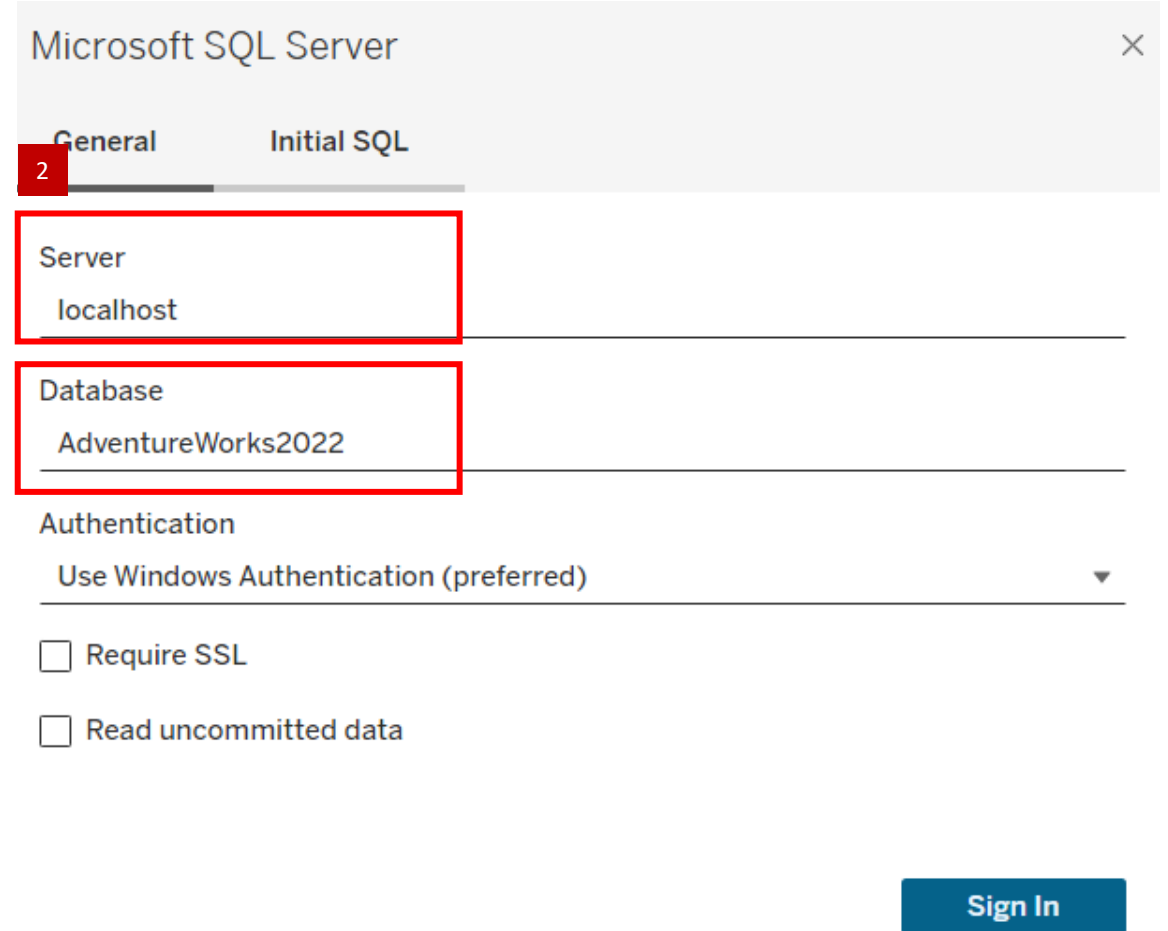 Microsoft SQL Server
General Initial SQL
2
Server
localhost
Database
AdventureWorks2022
Authentication
Use Windows Authentication (preferred)
Require SSL
Read uncommitted data
Sign In